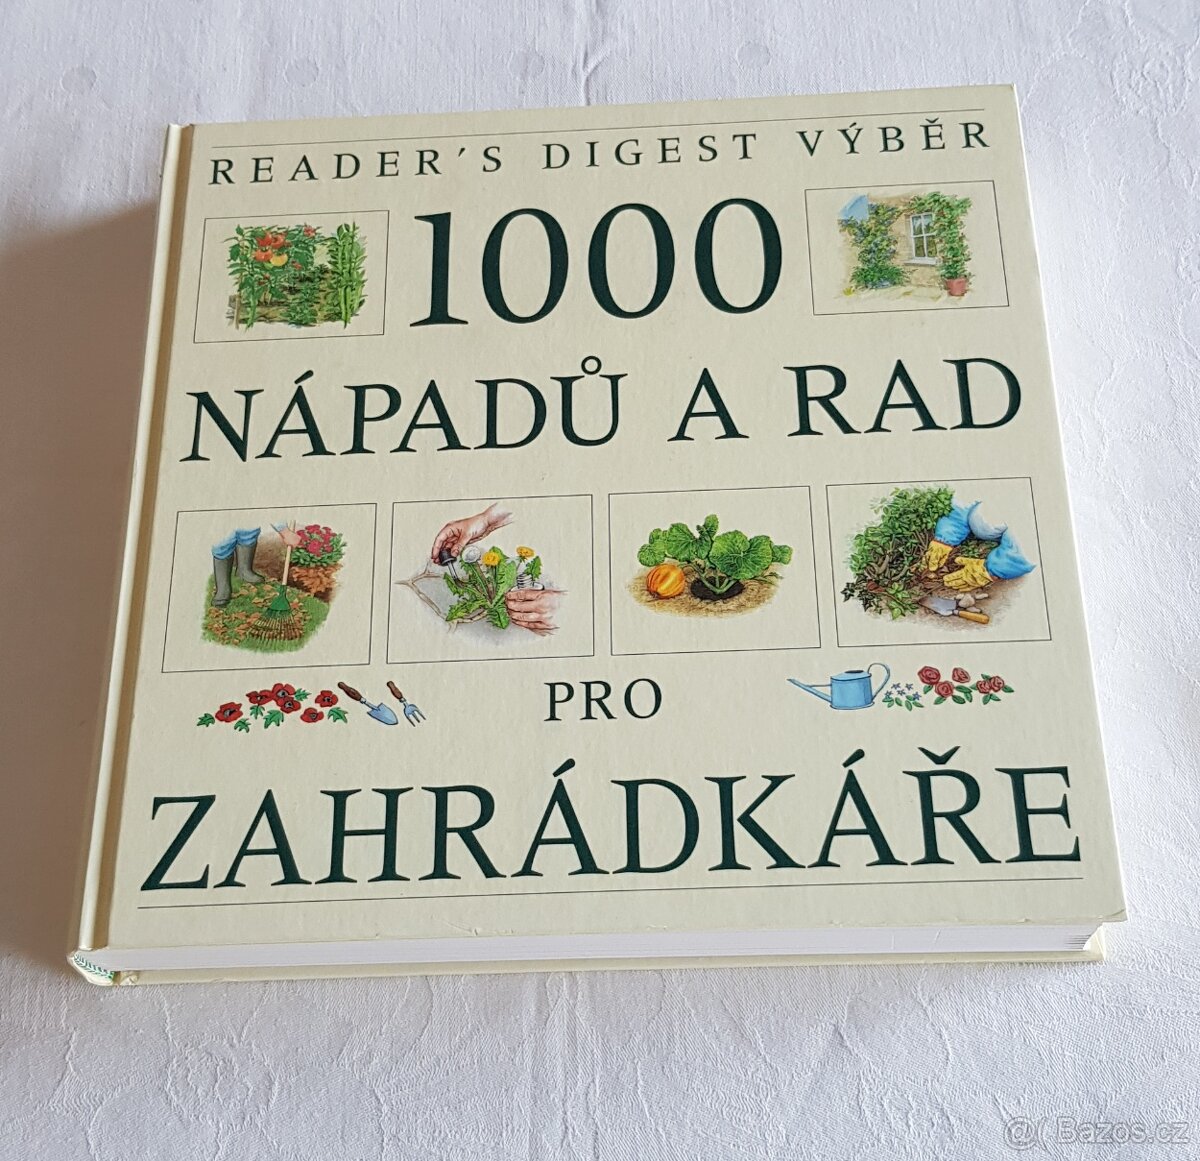 READER'S DIGEST VÝBĚR
1000
NÁPADŮ A RAD
PRO
ZAHRÁDKÁŘE
@( Bazos.cz